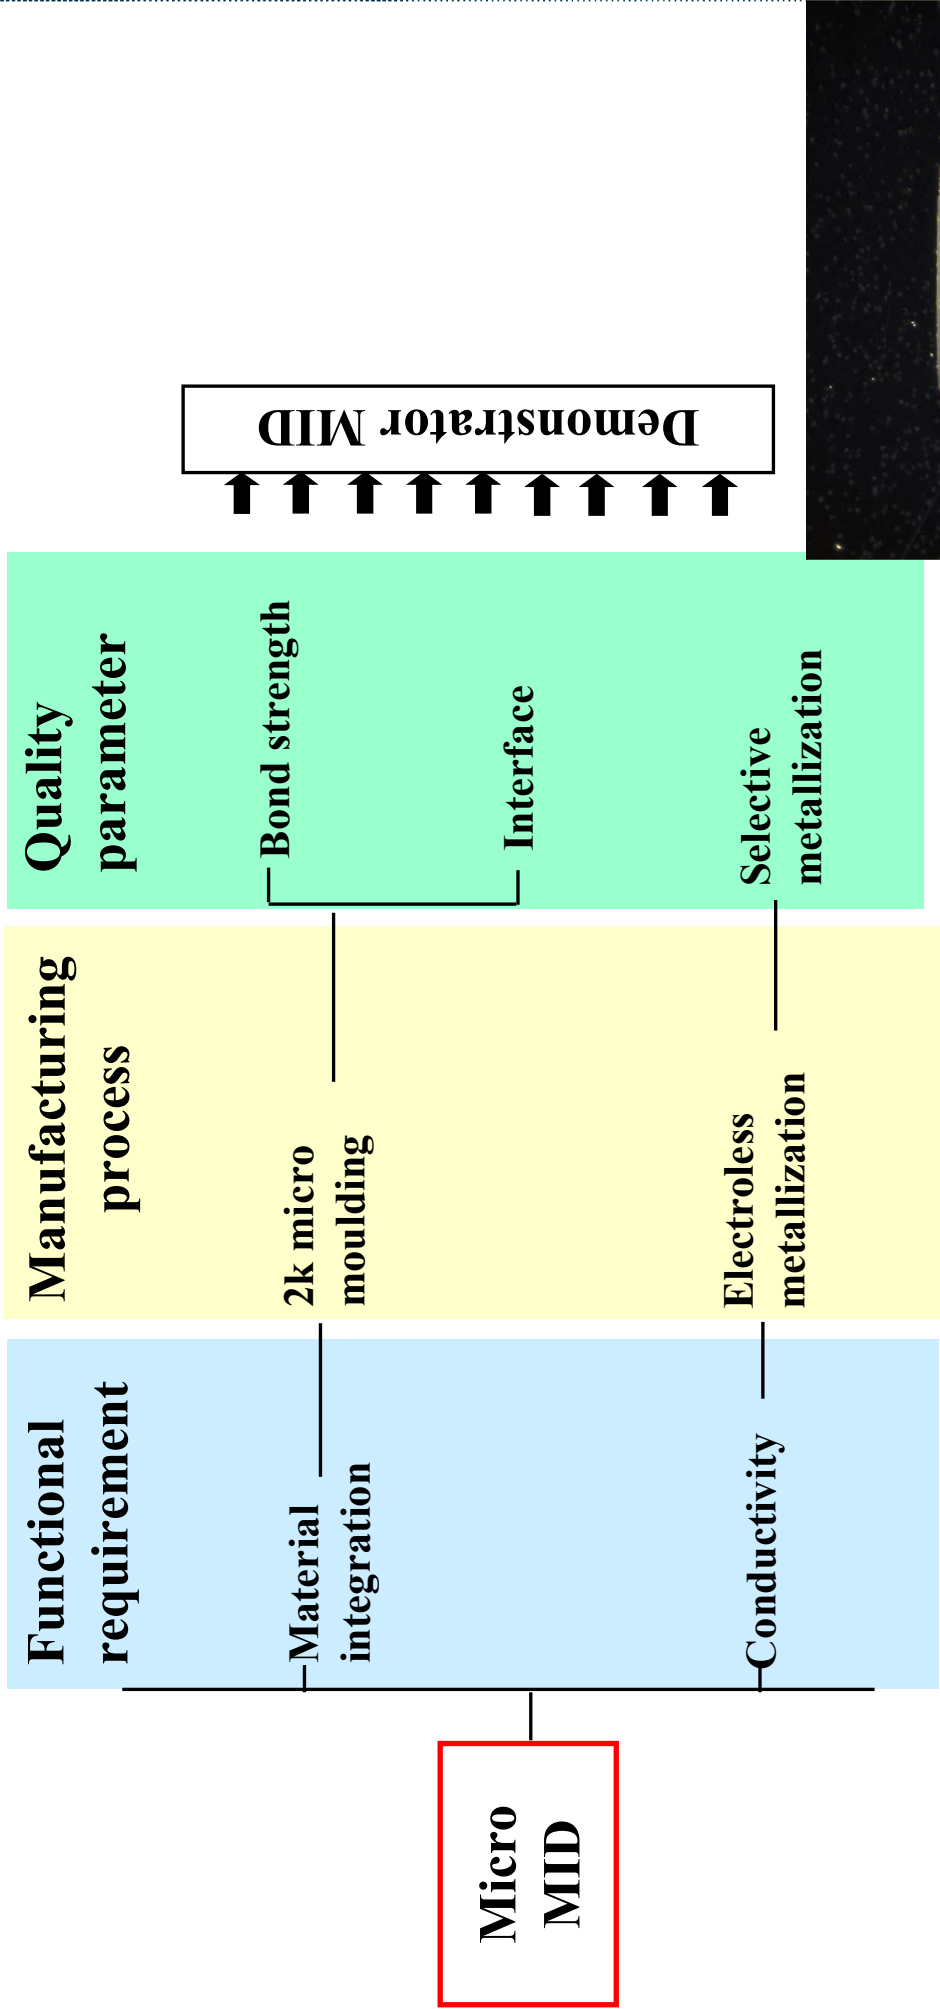 Micro
MID
Functional
requirement
Material
integration
Conductivity
Manufacturing
process
2k micro
moulding
Electroless
metallization
Quality
parameter
Bond strength
Interface
Selective
metallization
Demonstrator MID